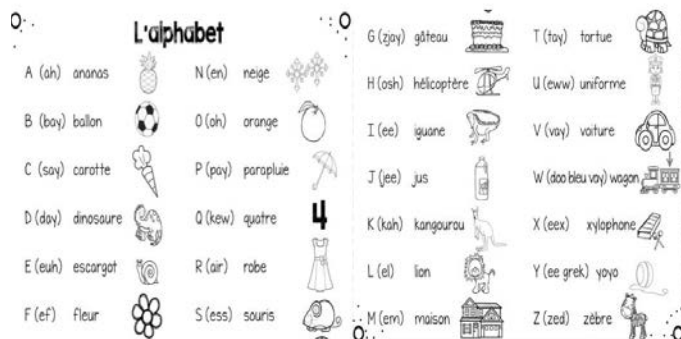 L'alphabet
A (ah) ananas
B (bay) ballon
C (say) carotte
D (day) dinosaure
E (euh) escargot
F (ef) fleur
N (en) neige
O (oh) orange
P (pay) parapluie
Q (kew) quatre
4
R (air) robe
S (ess) souris
G (zjay) gâteau
H (osh) hélicoptère
I (ee) iguane
J (jee) jus
K (kah) kangourou
L (el) lion
M (em) maison
T (tay) tortue
U (eww) uniforme
V (vay) voiture
W (doo bleu vay) wagon
X (eex) xylophone
Y (ee grek) yoyo
Z (zed) zèbre